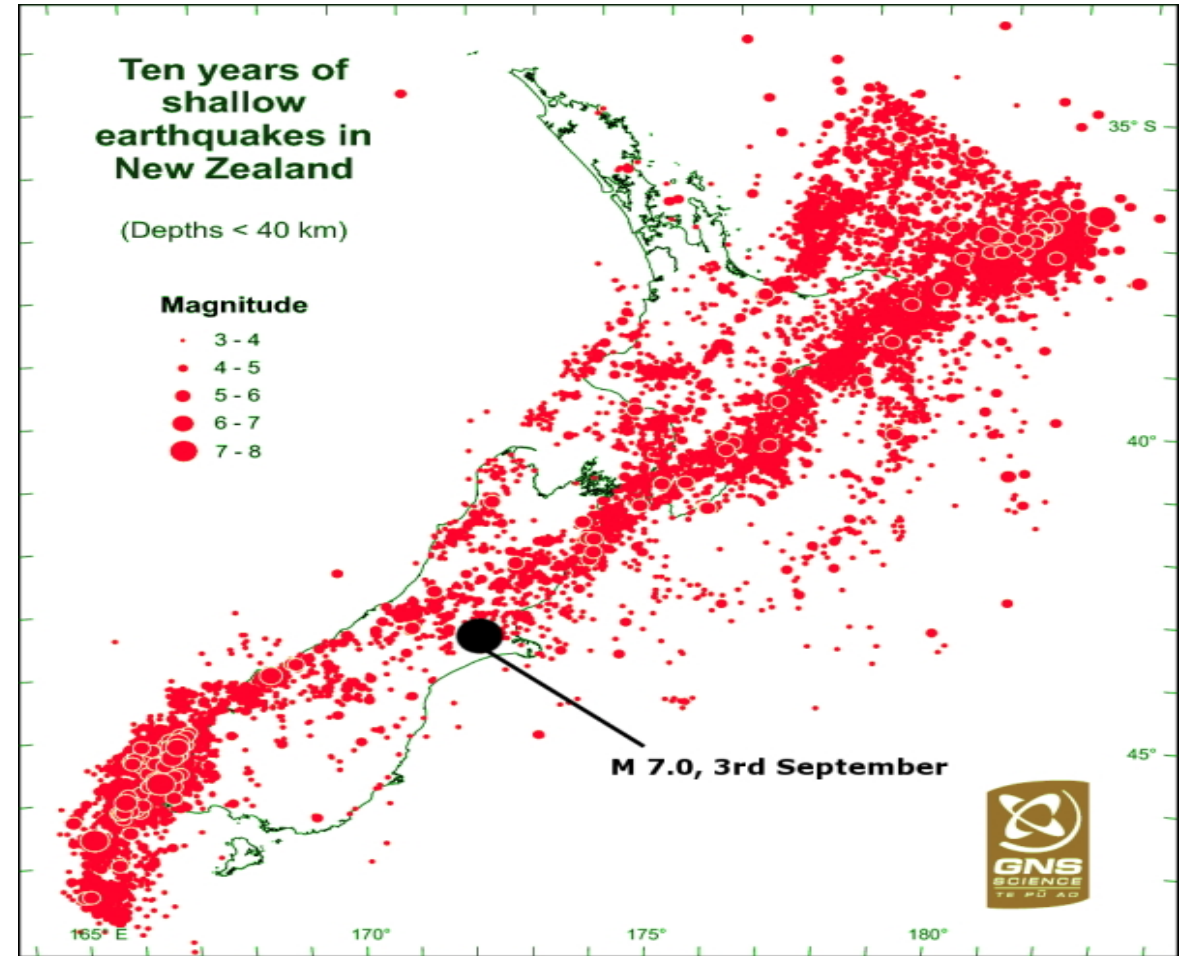 Ten years of
shallow
earthquakes in
New Zealand
(Depths < 40 km)
Magnitude
3 - 4
4 - 5
5 - 6
6 - 7
7 - 8
35° S
40°
45°
M 7.0, 3rd September
GNS
SCIENCE
TE PŪ AO
165° E
170°
175°
180°